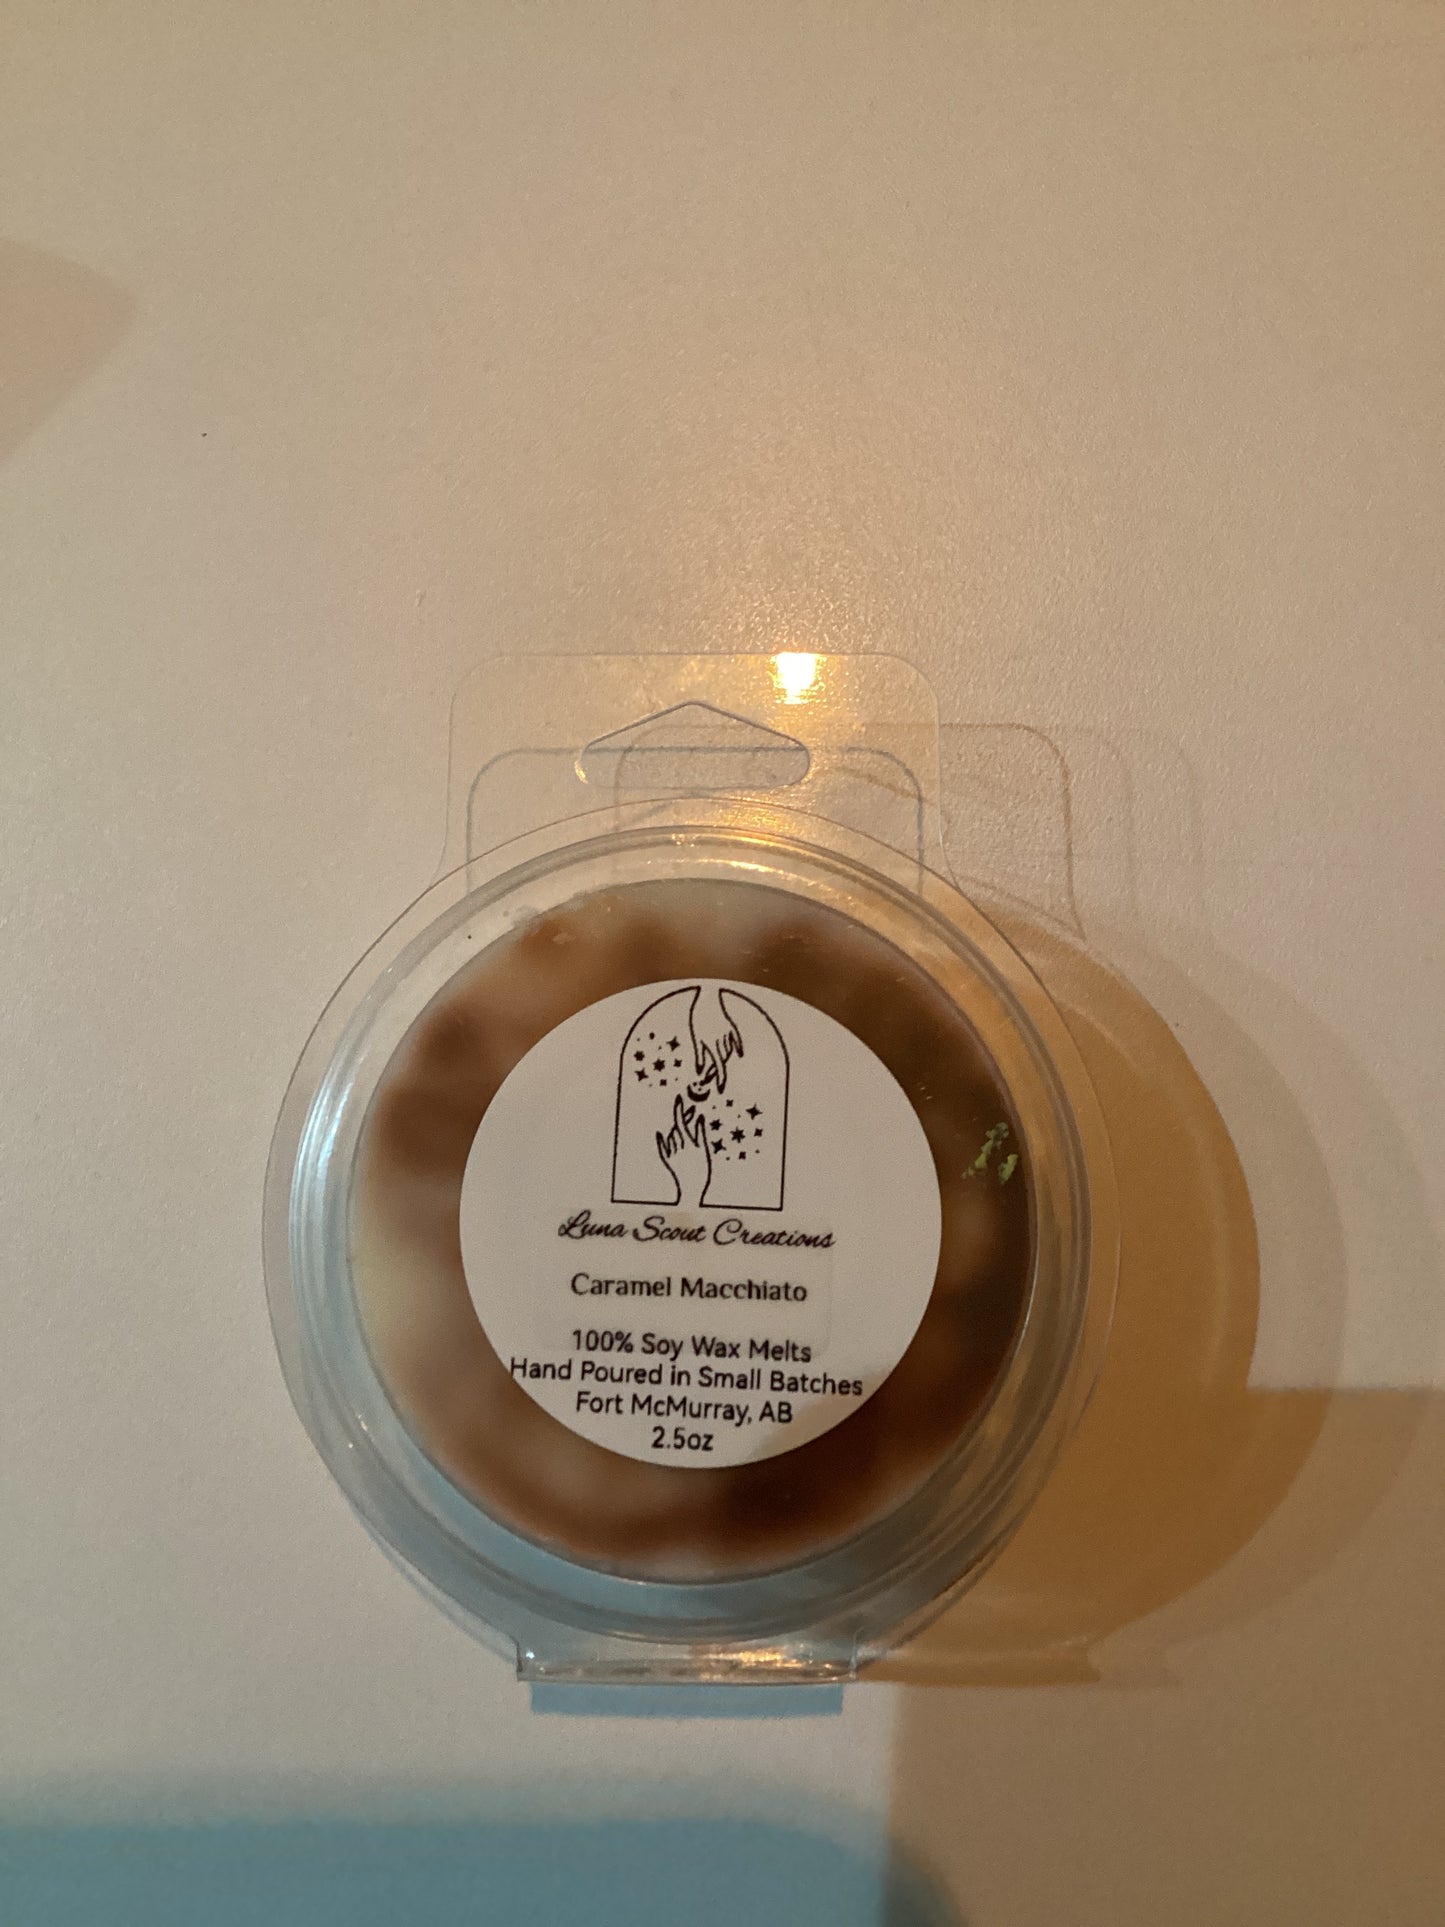 Luna Scout Creations
Caramel Macchiato
100% Soy Wax Melts
Hand Poured in Small Batches
Fort McMurray, AB
2.5oz